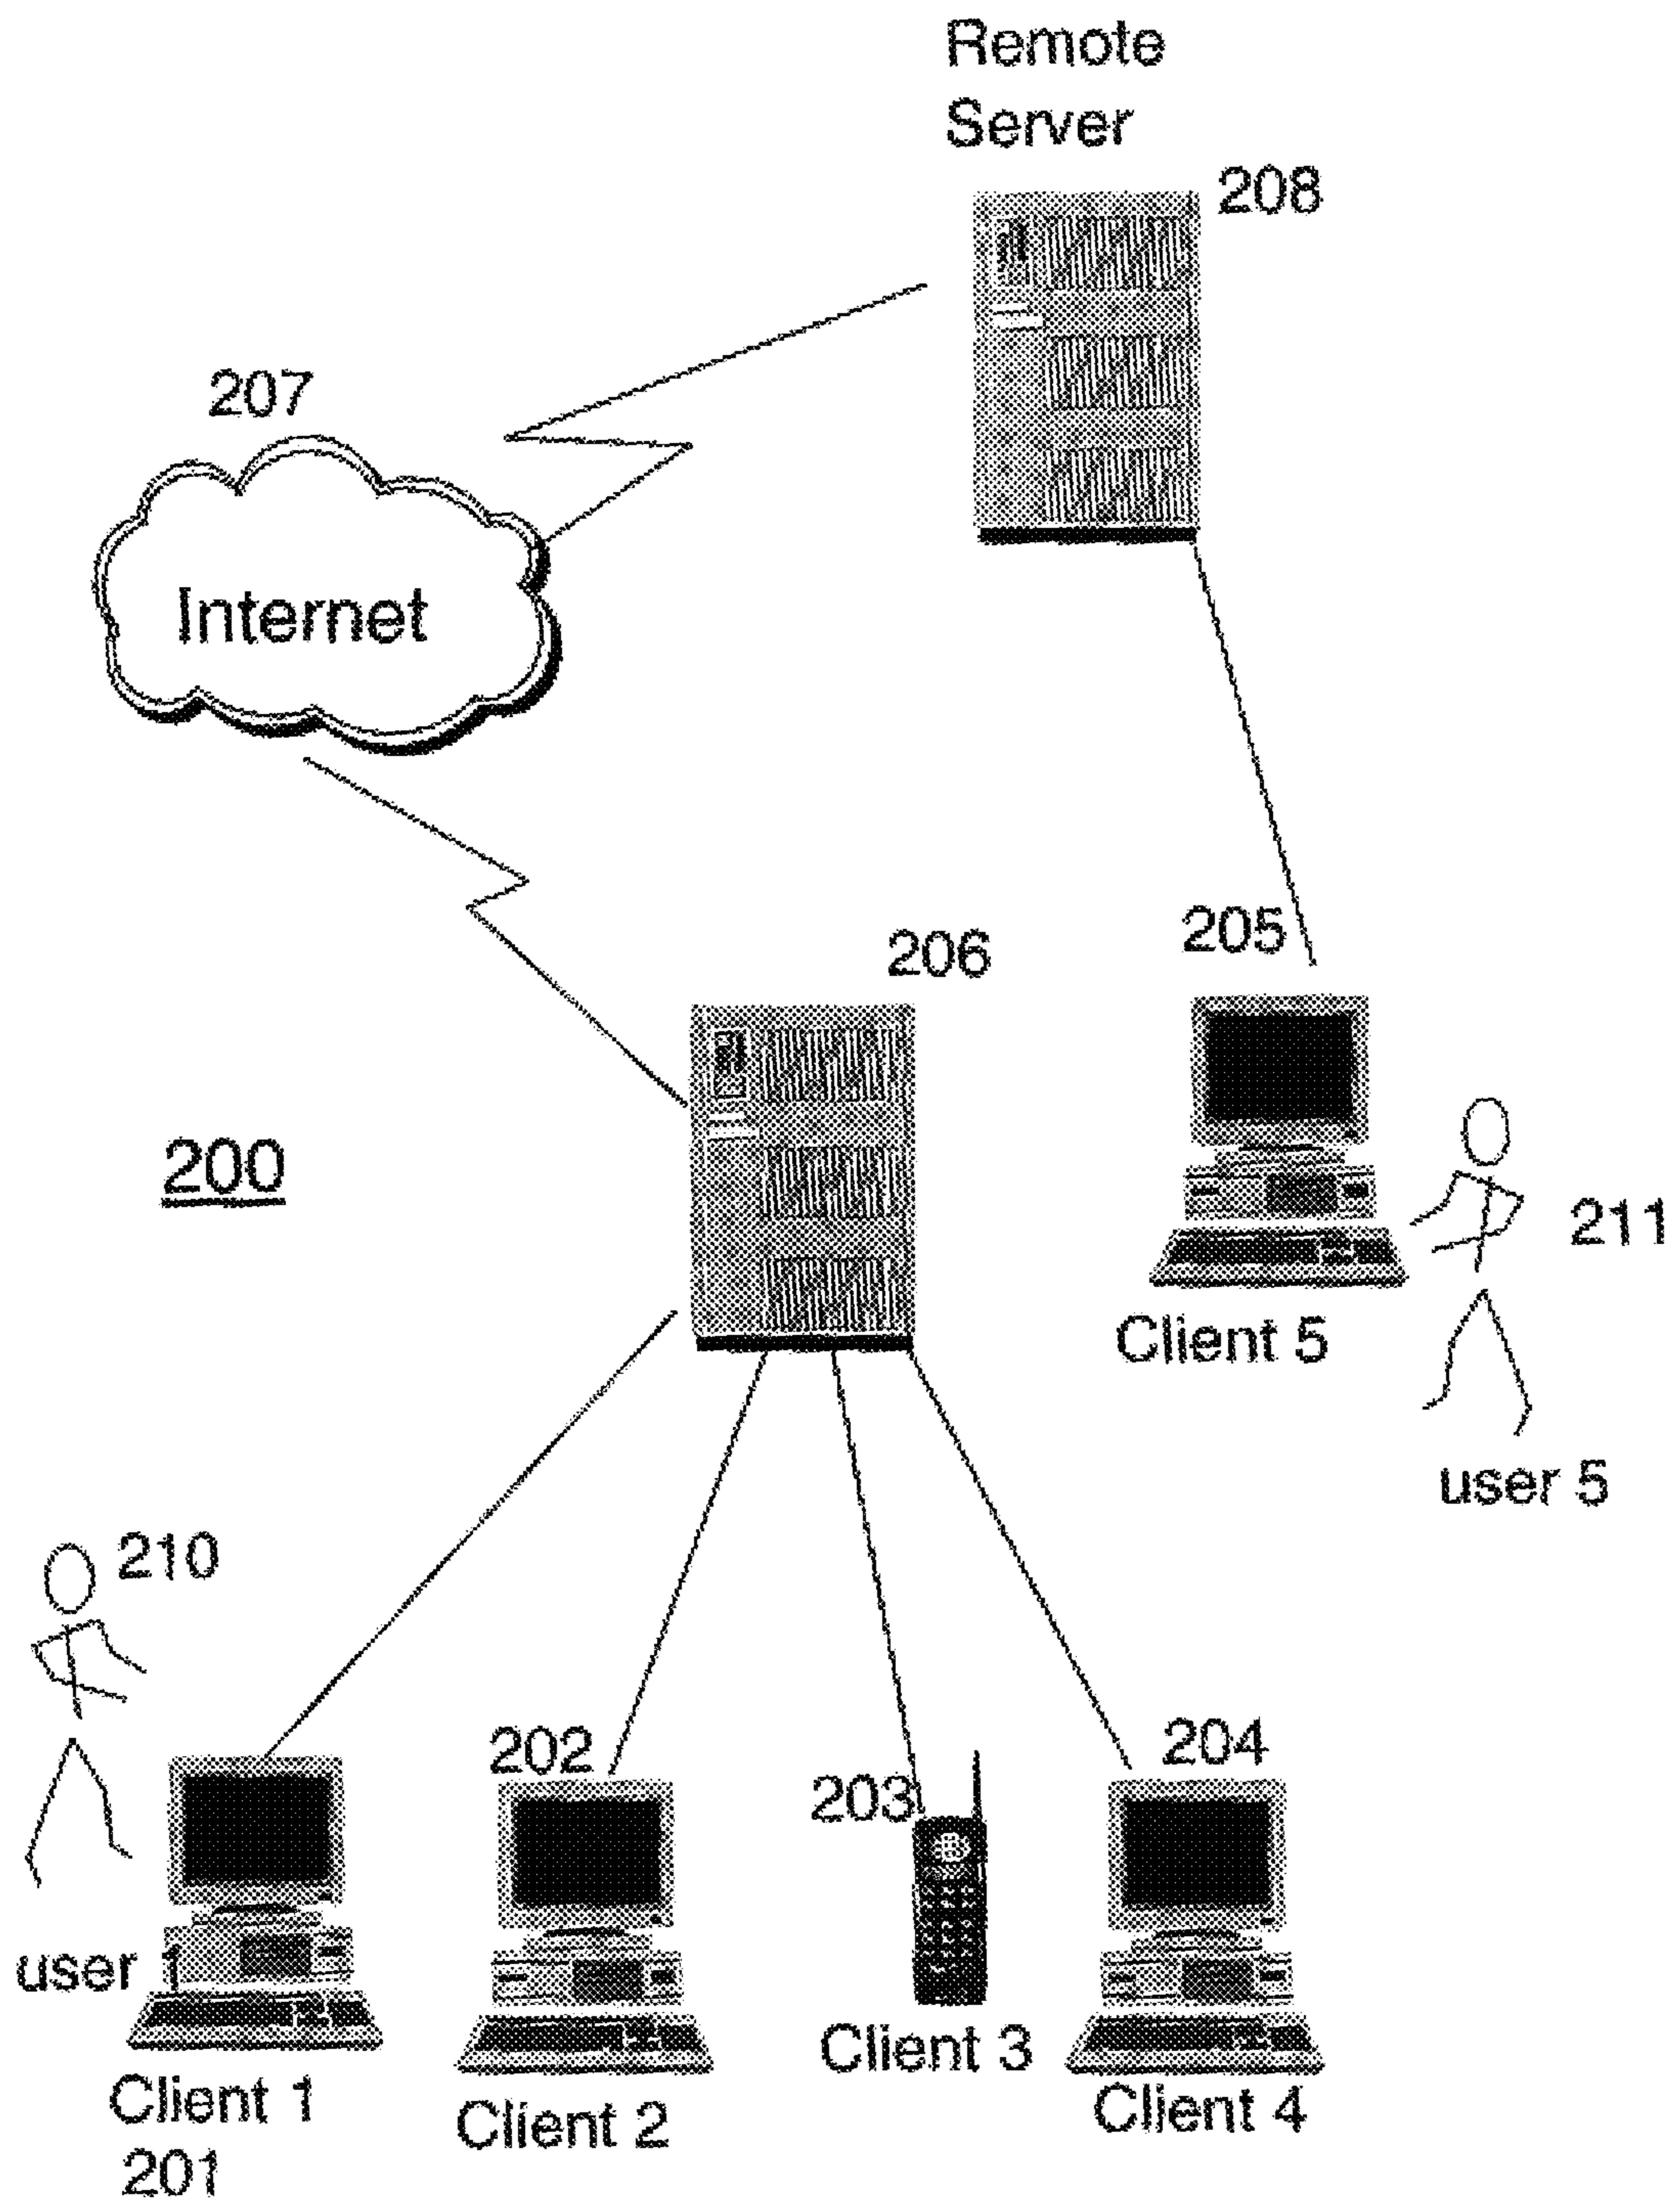 Remote
Server
208
207
Internet
206
205
200
211
Client 5
user 5
210
202
203
204
user 1
Client 1
201
Client 2
Client 3
Client 4